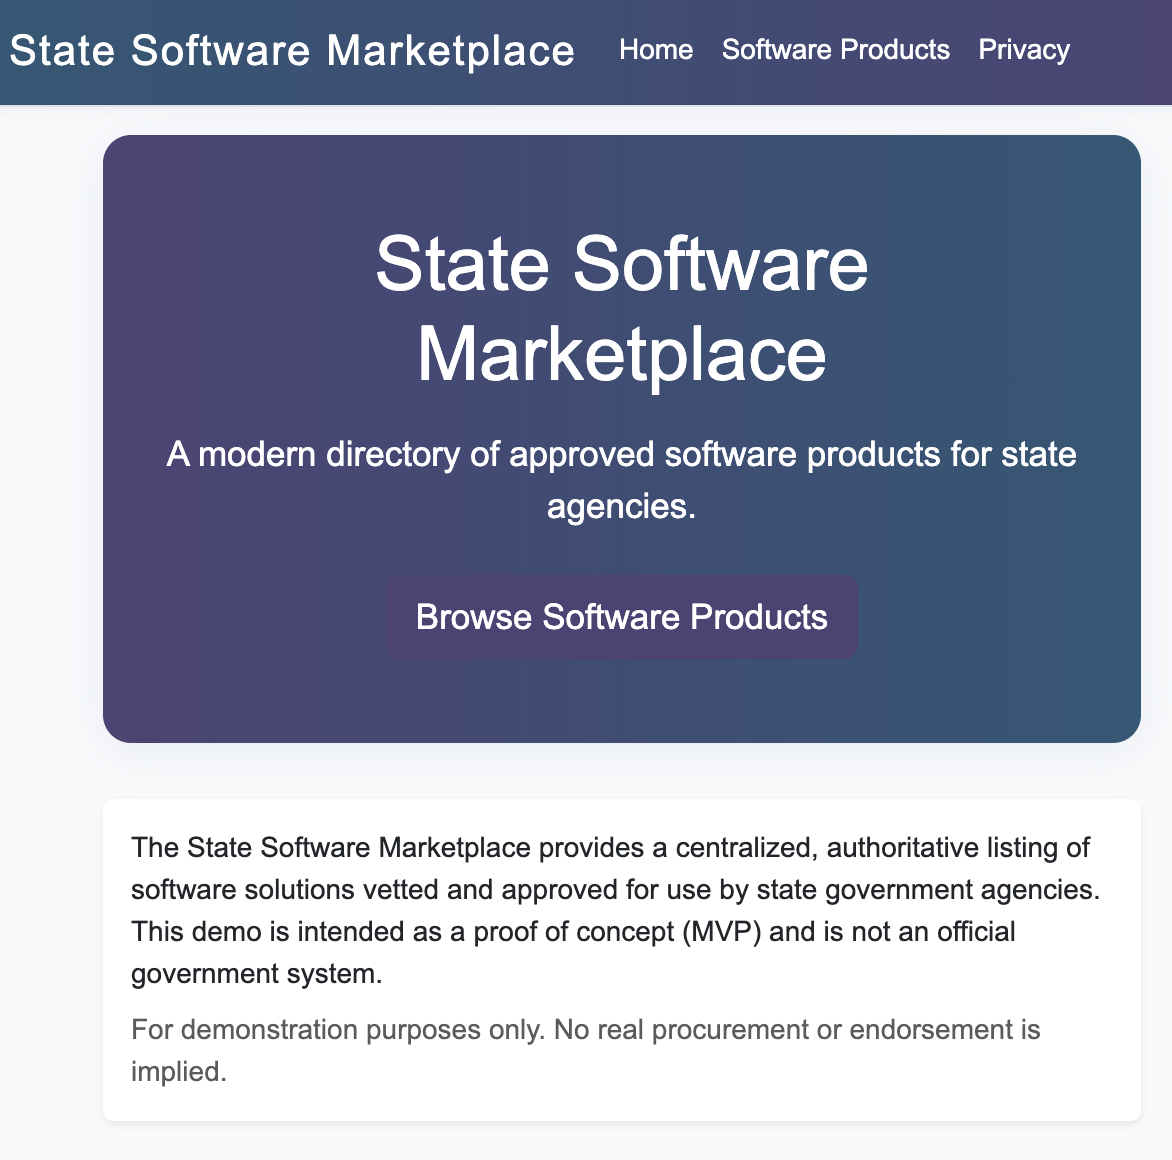 State Software Marketplace Home Software Products Privacy
State Software
Marketplace
A modern directory of approved software products for state
agencies.
Browse Software Products
The State Software Marketplace provides a centralized, authoritative listing of
software solutions vetted and approved for use by state government agencies.
This demo is intended as a proof of concept (MVP) and is not an official
government system.
For demonstration purposes only. No real procurement or endorsement is
implied.